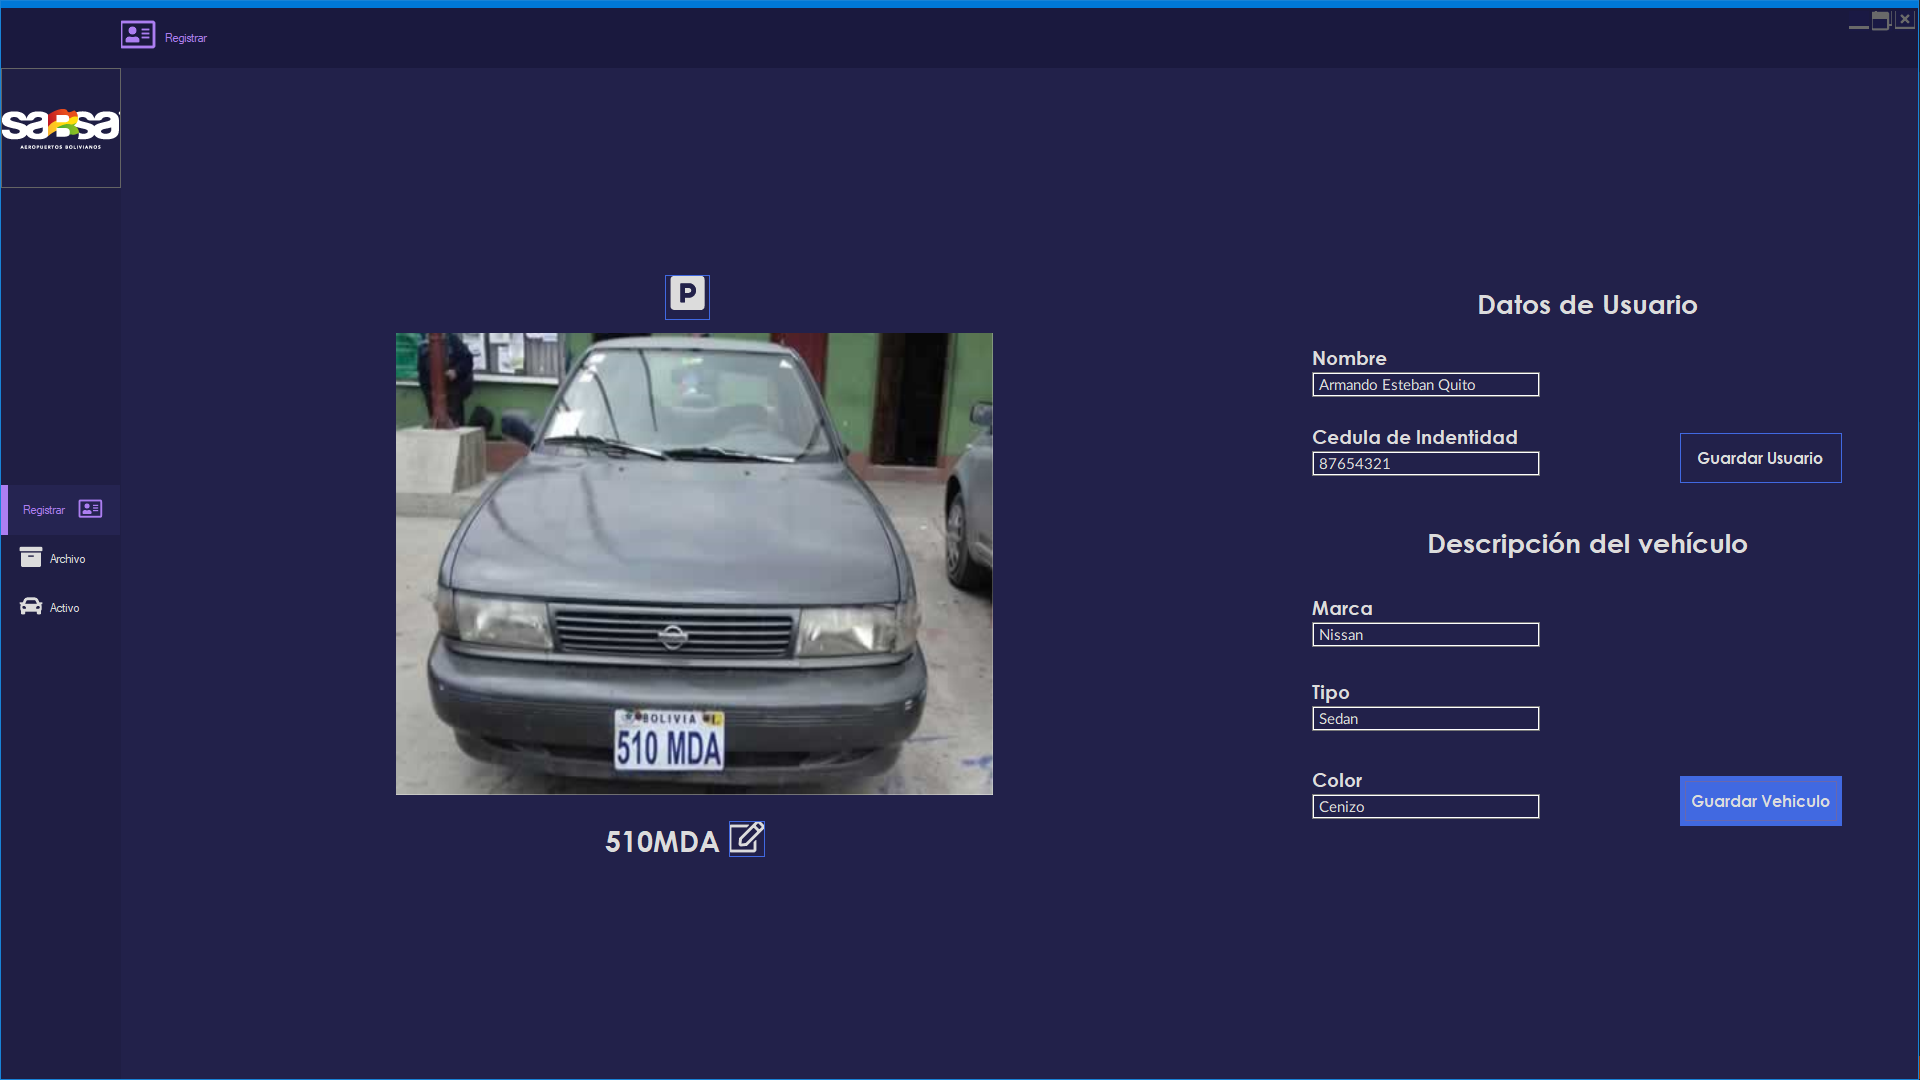 Registrar
saBsa
AEROPUERTOS BOLIVIANOS
Registrar
Archivo
Activo
P
BOLIVIA
510 MDA
510MDA
Datos de Usuario
Nombre
Armando Esteban Quito
Cedula de Indentidad
87654321
Guardar Usuario
Descripción del vehículo
Marca
Nissan
Tipo
Sedan
Color
Cenizo
Guardar Vehiculo